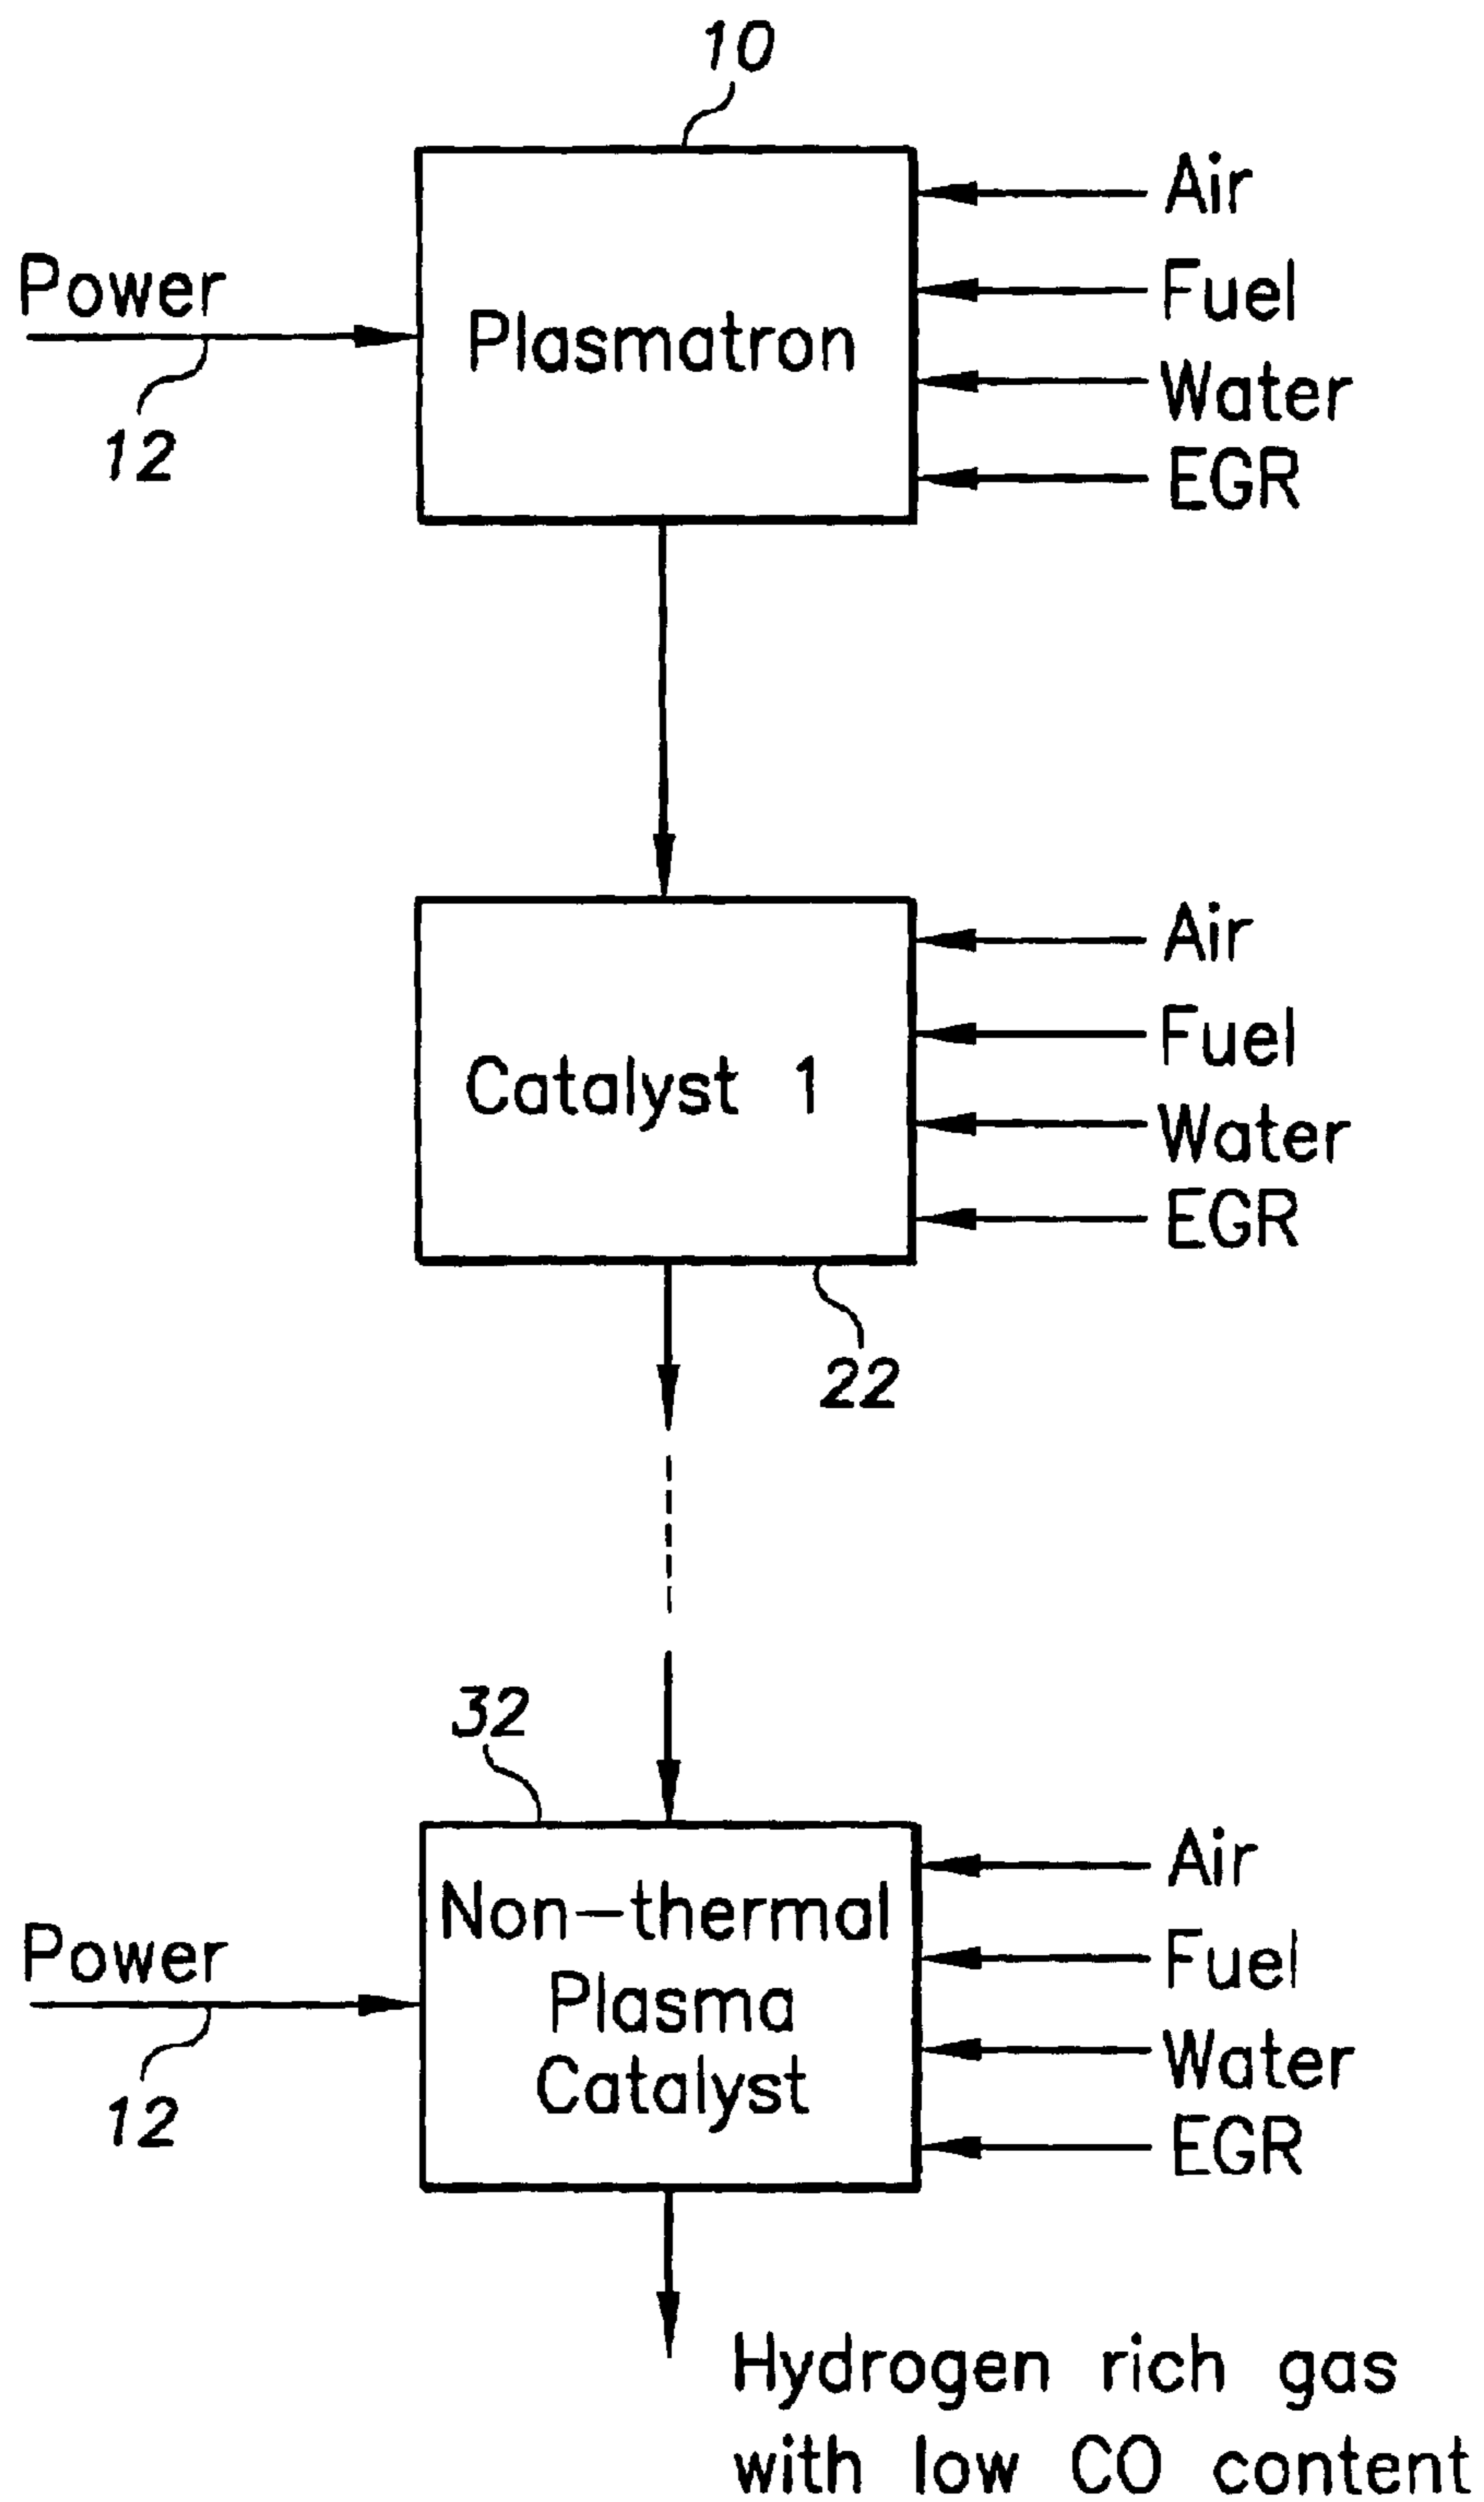 10
Air
Power
Fuel
Plasmatron
Water
12
EGR
Air
Fuel
Catalyst 1
Water
EGR
22
32
Air
Non-thermal
Power
Fuel
Plasma
Water
Catalyst
12
EGR
Hydrogen rich gas
with low CO content